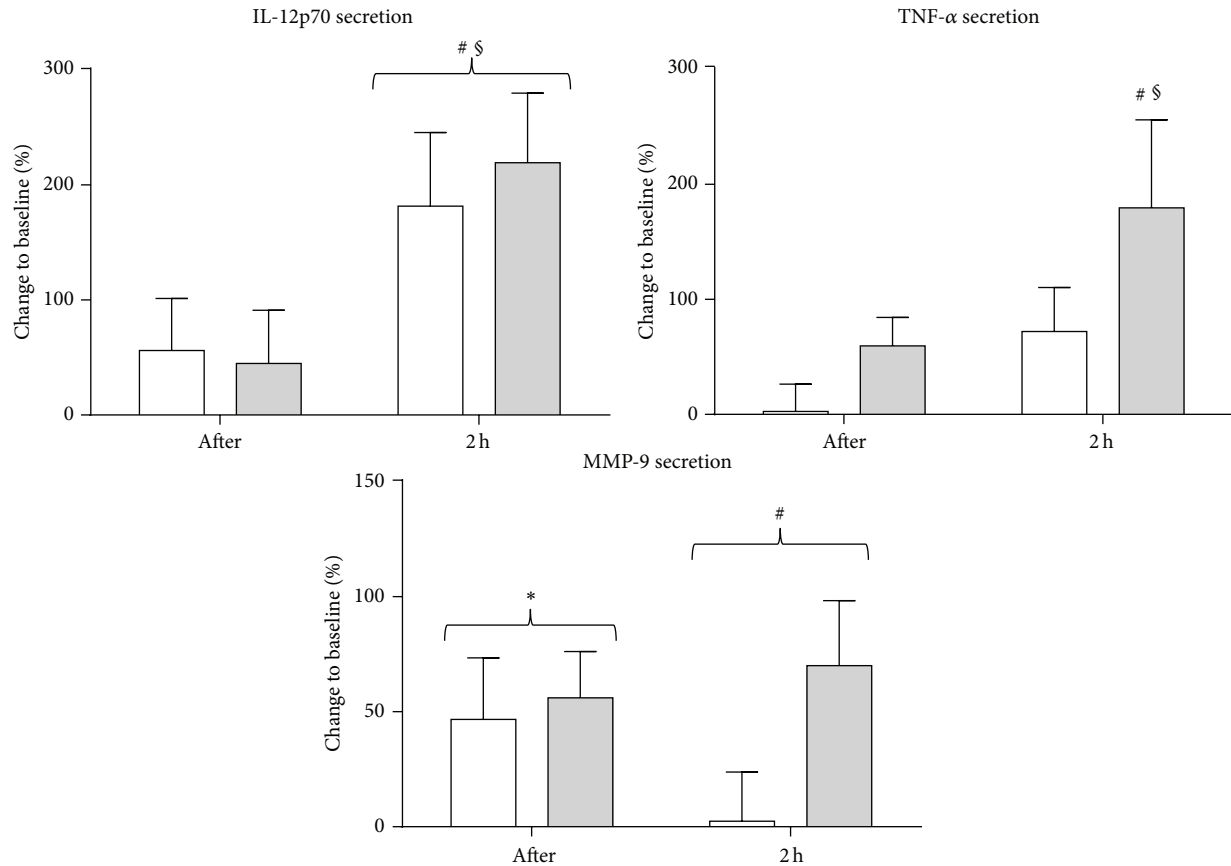 IL-12p70 secretion
# §
300
200
100
0
Change to baseline (%)
After
2 h
TNF-α secretion
# §
300
200
100
0
Change to baseline (%)
After
2 h
MMP-9 secretion
150
100
50
0
Change to baseline (%)
*
#
After
2 h